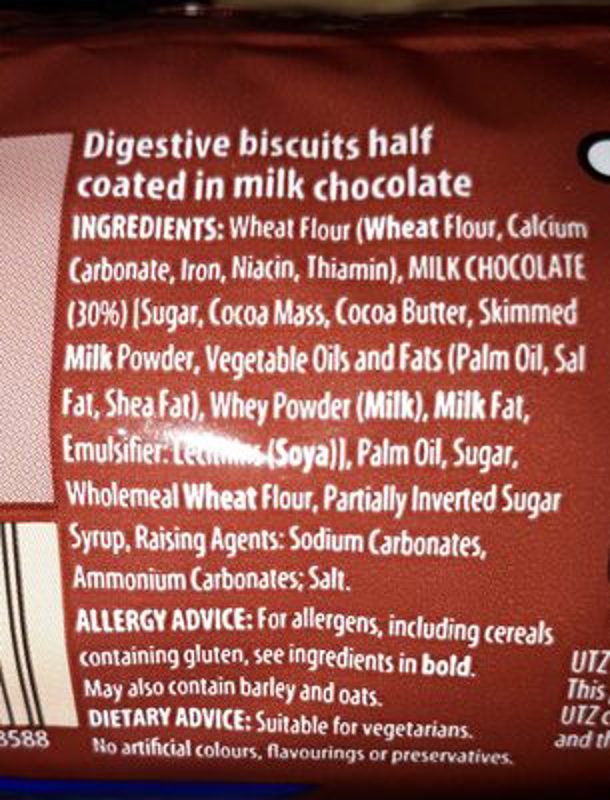 Digestive biscuits half
coated in milk chocolate
INGREDIENTS: Wheat Flour (Wheat Flour, Calcium
Carbonate, Iron, Niacin, Thiamin), MILK CHOCOLATE
(30%) [Sugar, Cocoa Mass, Cocoa Butter, Skimmed
Milk Powder, Vegetable Oils and Fats (Palm Oil, Sal
Fat, Shea Fat), Whey Powder (Milk), Milk Fat,
Emulsifier: Lecithins (Soya)], Palm Oil, Sugar,
Wholemeal Wheat Flour, Partially Inverted Sugar
Syrup, Raising Agents: Sodium Carbonates,
Ammonium Carbonates; Salt.
ALLERGY ADVICE: For allergens, including cereals
containing gluten, see ingredients in bold.
May also contain barley and oats.
DIETARY ADVICE: Suitable for vegetarians.
No artificial colours, flavourings or preservatives.
8588
UTZ
This
UTZ
and